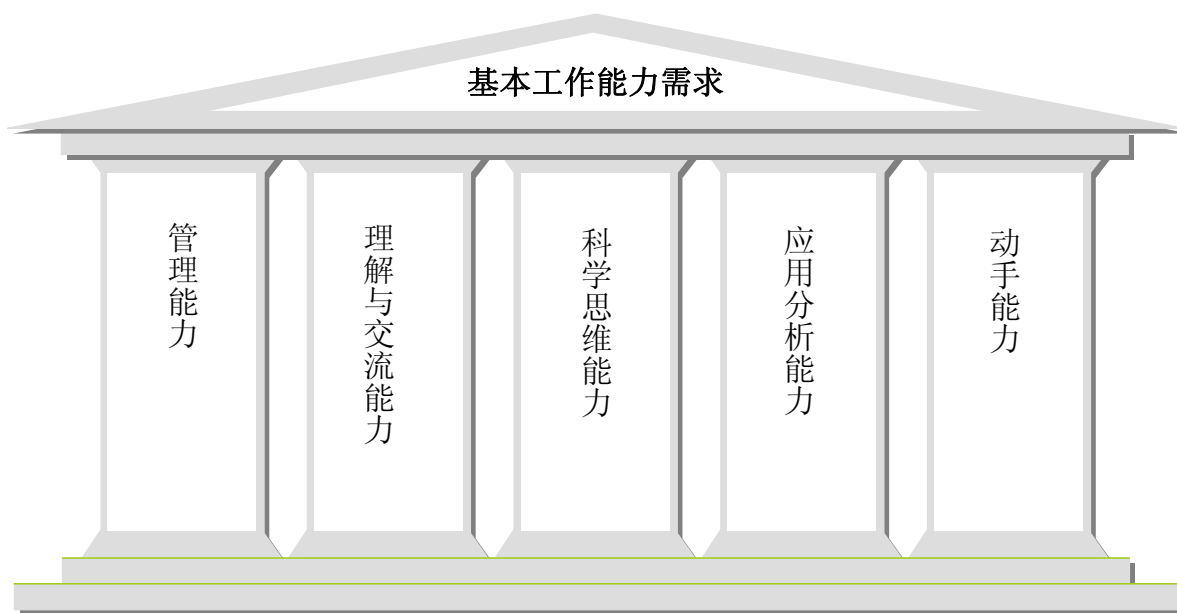 基本工作能力需求
管理能力
理解与交流能力
科学思维能力
应用分析能力
动手能力